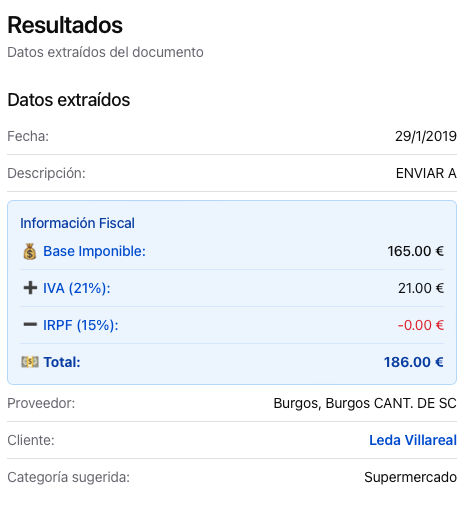 Resultados
Datos extraídos del documento
Datos extraídos
Fecha: 29/1/2019
Descripción: ENVIAR A
Información Fiscal
💰 Base Imponible: 165.00 €
➕ IVA (21%): 21.00 €
➖ IRPF (15%): -0.00 €
💵 Total: 186.00 €
Proveedor: Burgos, Burgos CANT. DE SC
Cliente: Leda Villareal
Categoría sugerida: Supermercado